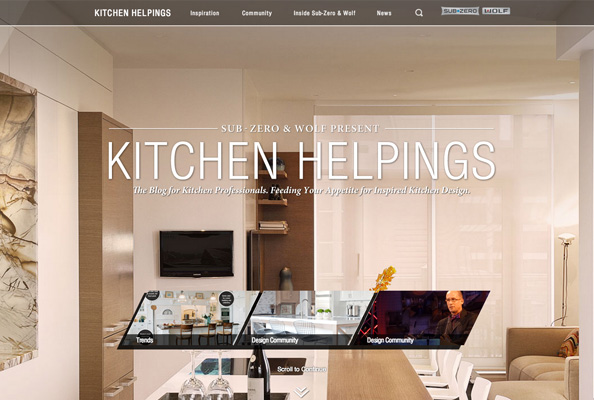 KITCHEN HELPINGS
Inspiration
Community
Inside Sub-Zero & Wolf
News
SUB-ZERO WOLF
SUB-ZERO & WOLF PRESENT
KITCHEN HELPINGS
The Blog for Kitchen Professionals. Feeding Your Appetite for Inspired Kitchen Design.
Trends
Design Community
Design Community
Scroll to Continue